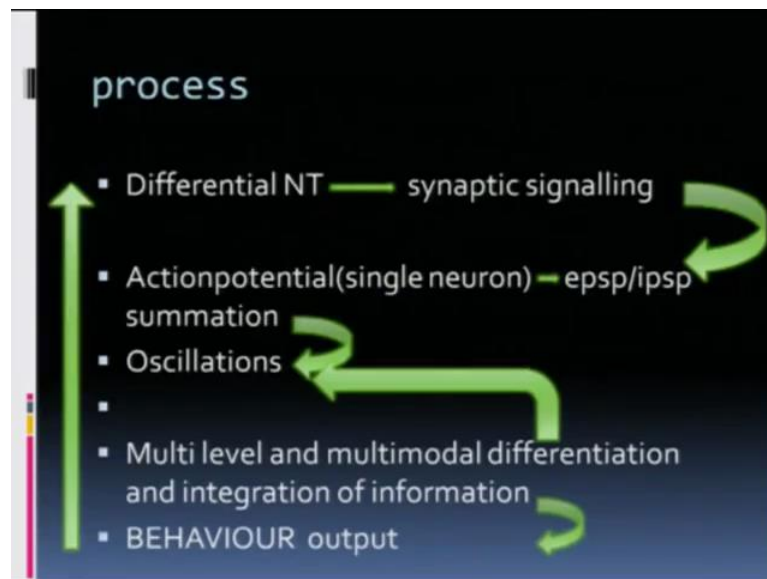 process
Differential NT synaptic signalling
Actionpotential(single neuron) – epsp/ipsp
summation
Oscillations
Multi level and multimodal differentiation
and integration of information
BEHAVIOUR output